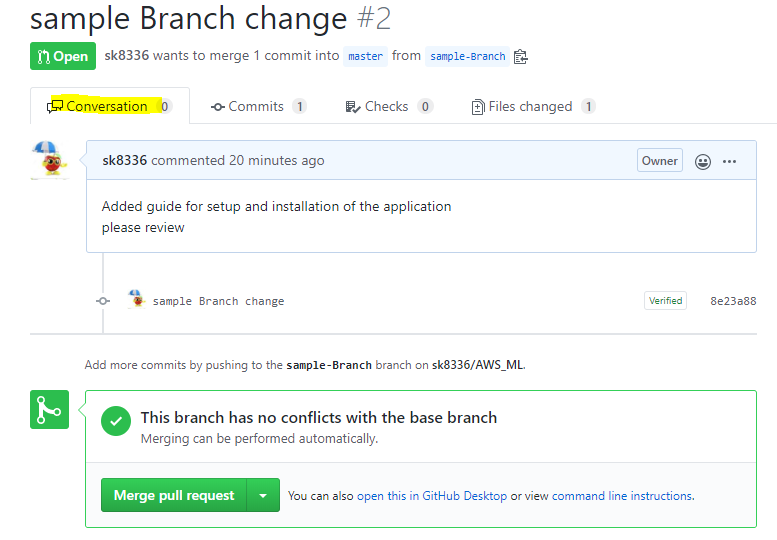 sample Branch change #2
Open sk8336 wants to merge 1 commit into master from sample-Branch
Conversation 0 Commits 1 Checks 0 Files changed 1
sk8336 commented 20 minutes ago Owner
Added guide for setup and installation of the application
please review
sample Branch change Verified 8e23a88
Add more commits by pushing to the sample-Branch branch on sk8336/AWS_ML.
This branch has no conflicts with the base branch
Merging can be performed automatically.
Merge pull request You can also open this in GitHub Desktop or view command line instructions.